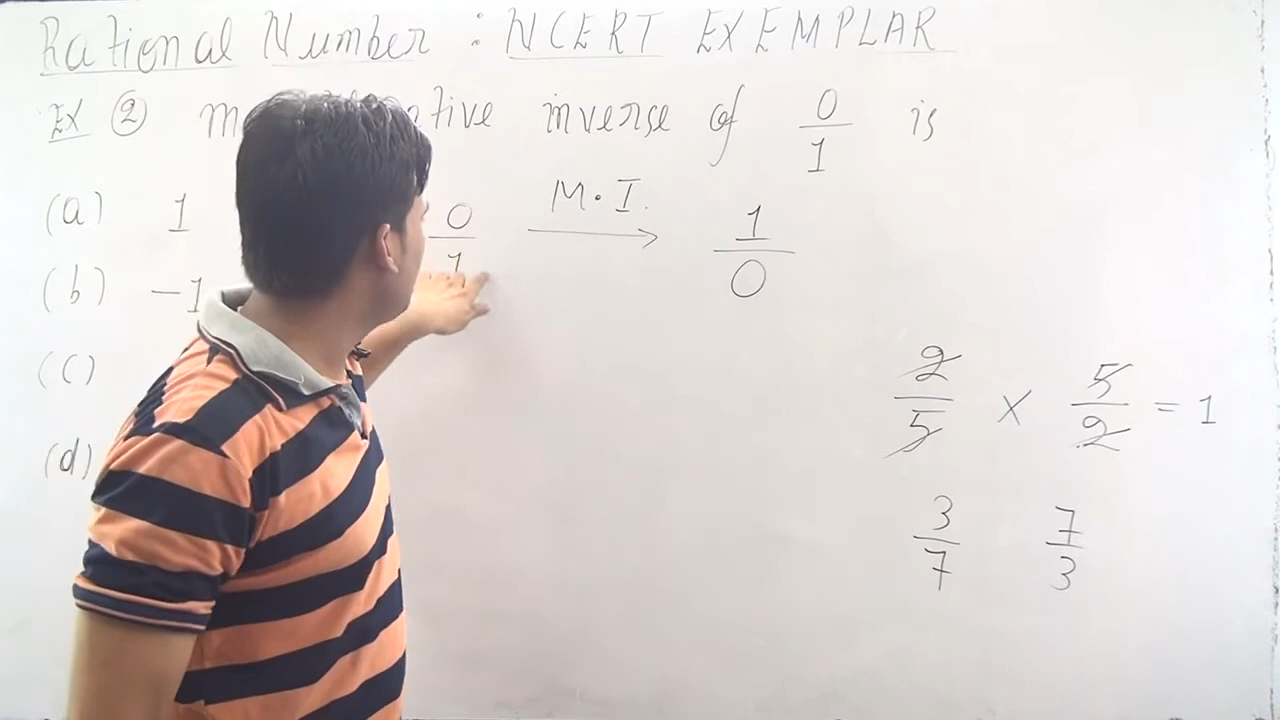 Rational Number : NCERT EXEMPLAR
Ex ② inverse of 0/1 is
(a) 1
0/1 M.I. → 1/0
(b) -1
(c)
2/5 × 5/2 = 1
(d)
3/7 7/3